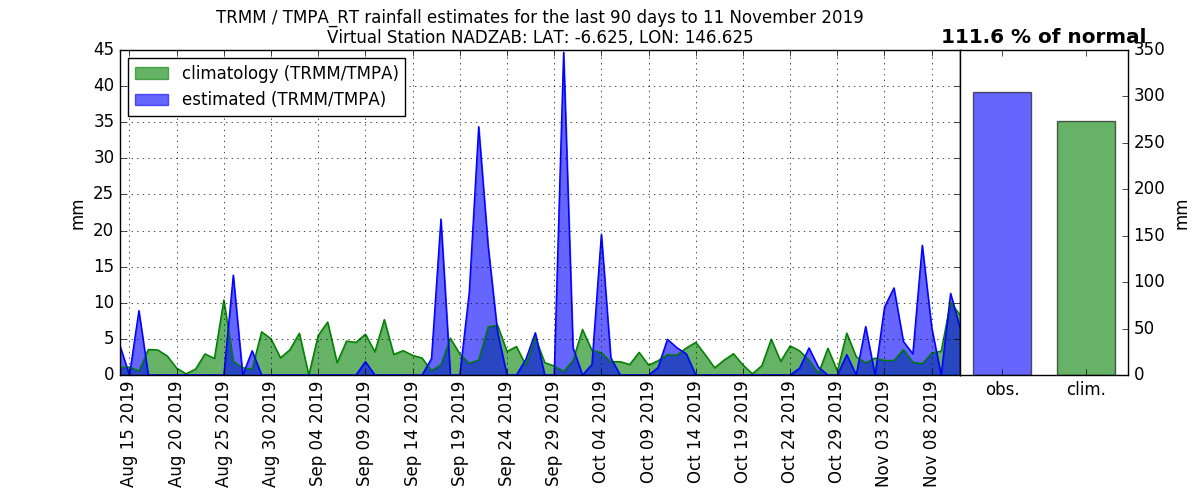 TRMM / TMPA_RT rainfall estimates for the last 90 days to 11 November 2019
Virtual Station NADZAB: LAT: -6.625, LON: 146.625
111.6 % of normal
climatology (TRMM/TMPA)
estimated (TRMM/TMPA)
mm
45
40
35
30
25
20
15
10
5
0
Aug 15 2019
Aug 20 2019
Aug 25 2019
Aug 30 2019
Sep 04 2019
Sep 09 2019
Sep 14 2019
Sep 19 2019
Sep 24 2019
Sep 29 2019
Oct 04 2019
Oct 09 2019
Oct 14 2019
Oct 19 2019
Oct 24 2019
Oct 29 2019
Nov 03 2019
Nov 08 2019
obs.
clim.
350
300
250
200
150
100
50
0
mm